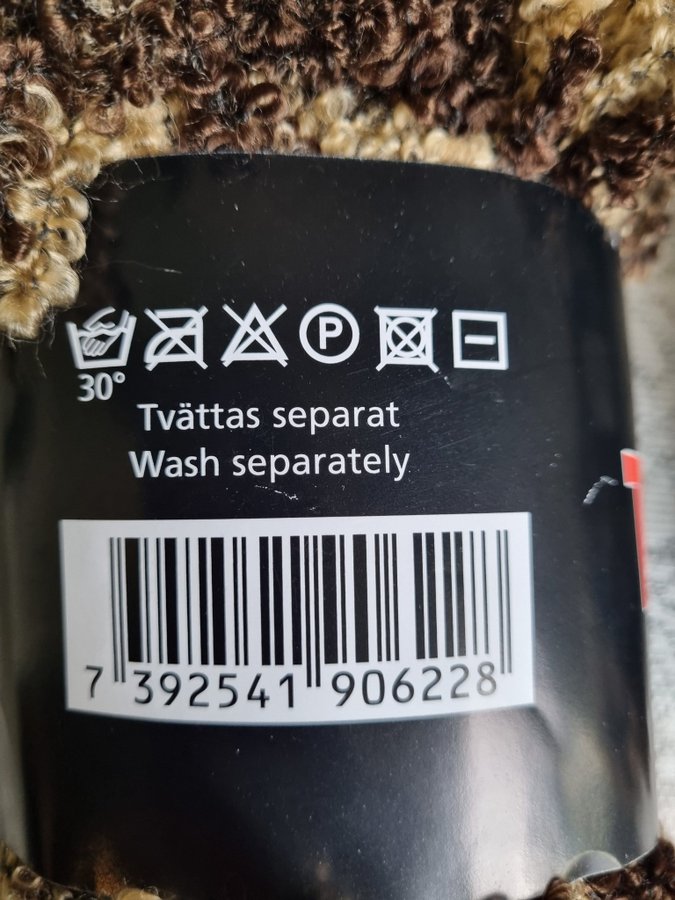 P
30°
Tvättas separat
Wash separately
7 392541 906228